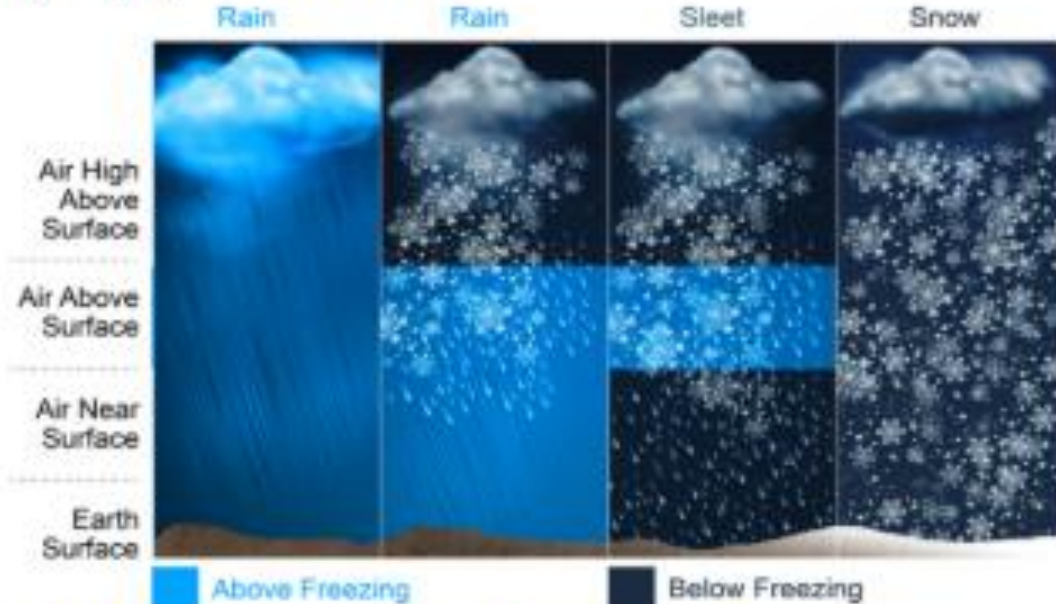 Rain
Rain
Sleet
Snow
Air High
Above
Surface
Air Above
Surface
Air Near
Surface
Earth
Surface
Above Freezing
Below Freezing